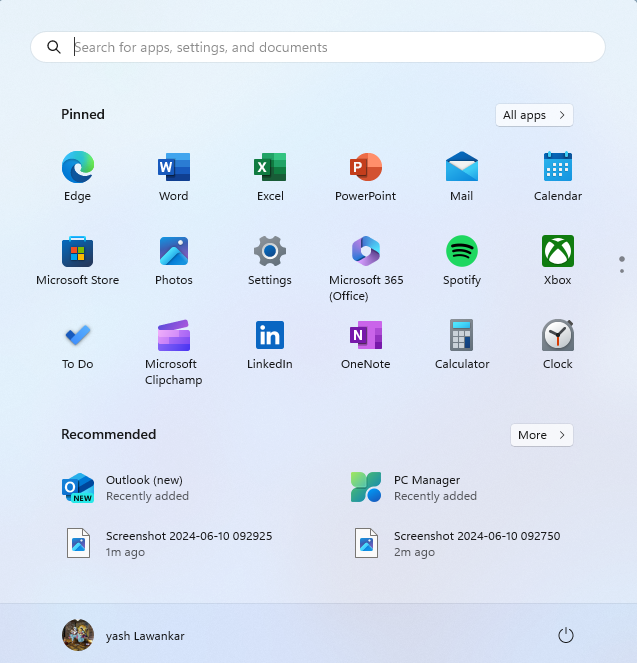 Search for apps, settings, and documents
Pinned
All apps
Edge
Word
Excel
PowerPoint
Mail
Calendar
Microsoft Store
Photos
Settings
Microsoft 365
(Office)
Spotify
Xbox
To Do
Microsoft
Clipchamp
LinkedIn
OneNote
Calculator
Clock
Recommended
More
Outlook (new)
Recently added
PC Manager
Recently added
Screenshot 2024-06-10 092925
1m ago
Screenshot 2024-06-10 092750
2m ago
yash Lawankar